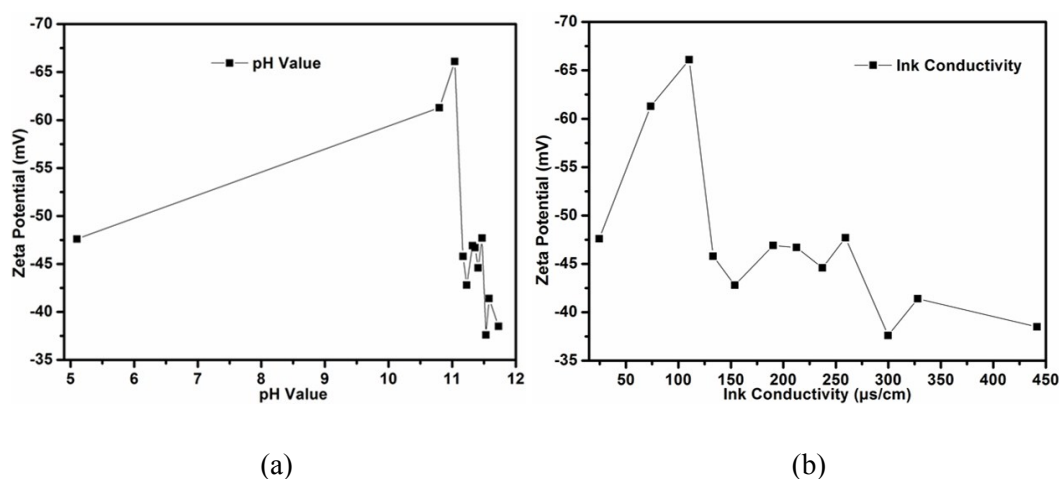 -70
-65
-60
-55
-50
-45
-40
-35
Zeta Potential (mV)
pH Value
5 6 7 8 9 10 11 12
pH Value
(a)
-70
-65
-60
-55
-50
-45
-40
-35
Zeta Potential (mV)
Ink Conductivity
50 100 150 200 250 300 350 400 450
Ink Conductivity (µs/cm)
(b)